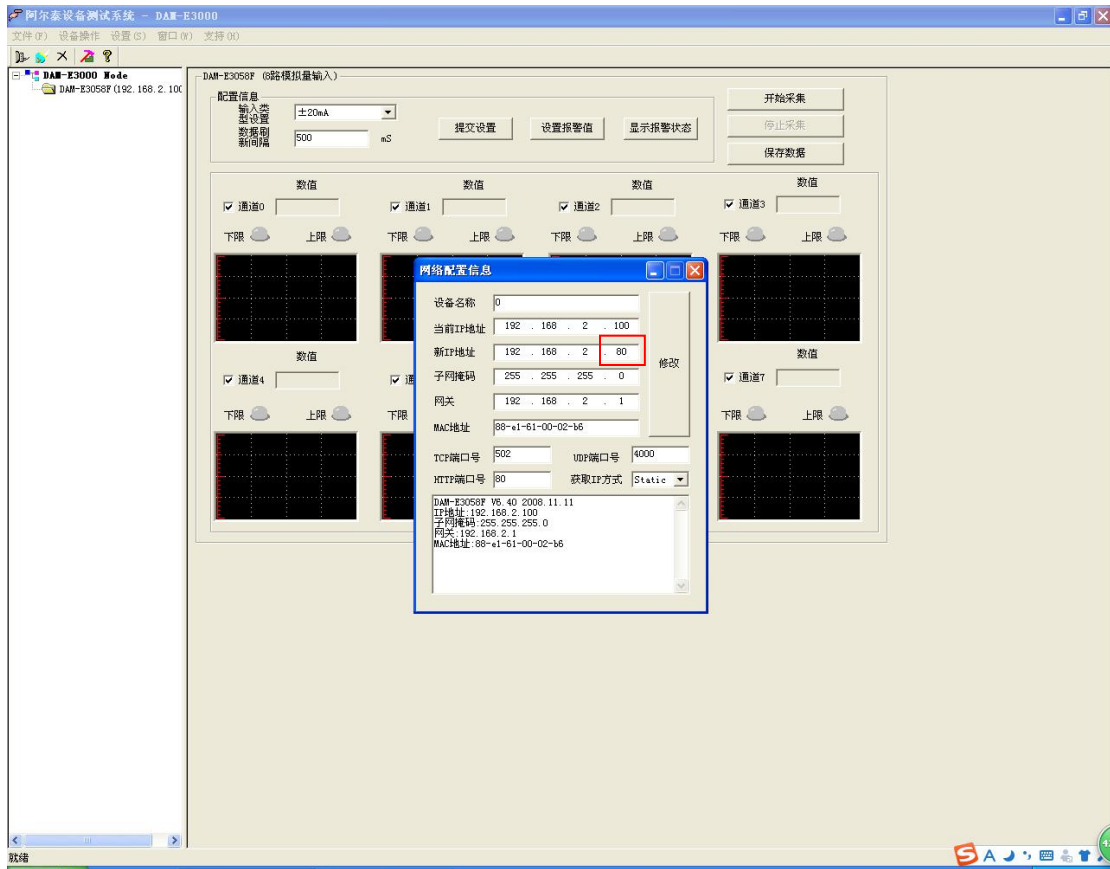 阿尔泰设备测试系统 - DAM-E3000
文件(F) 设备操作 设置(S) 窗口(W) 支持(H)
DAM-E3000 Node
DAM-E3058F(192.168.2.100
DAM-E3058F (8路模拟量输入)
配置信息
输入类型设置
±20mA
数据刷新间隔
500
mS
提交设置
设置报警值
显示报警状态
开始采集
停止采集
保存数据
数值 数值 数值 数值
通道0 通道1 通道2 通道3
下限 上限 下限 上限 下限 上限 下限 上限
网络配置信息
设备名称 0
当前IP地址 192 . 168 . 2 . 100
新IP地址 192 . 168 . 2 . 80
子网掩码 255 . 255 . 255 . 0
网关 192 . 168 . 2 . 1
MAC地址 88-e1-61-00-02-b6
修改
TCP端口号 502 UDP端口号 4000
HTTP端口号 80 获取IP方式 Static
DAM-E3058F V6.40 2008.11.11
IP地址:192.168.2.100
子网掩码:255.255.255.0
网关:192.168.2.1
MAC地址:88-e1-61-00-02-b6
数值 数值
通道4 通道7
下限 上限 下限 下限 上限
就绪